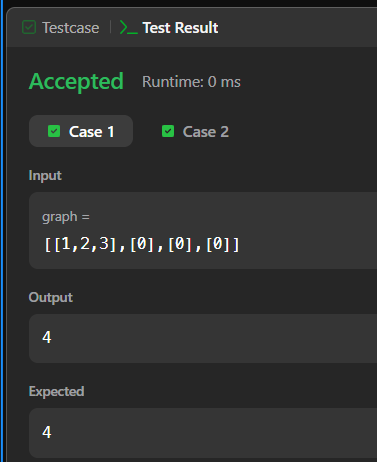 Testcase
Test Result
Accepted Runtime: 0 ms
Case 1 Case 2
Input
graph =
[[1,2,3],[0],[0],[0]]
Output
4
Expected
4